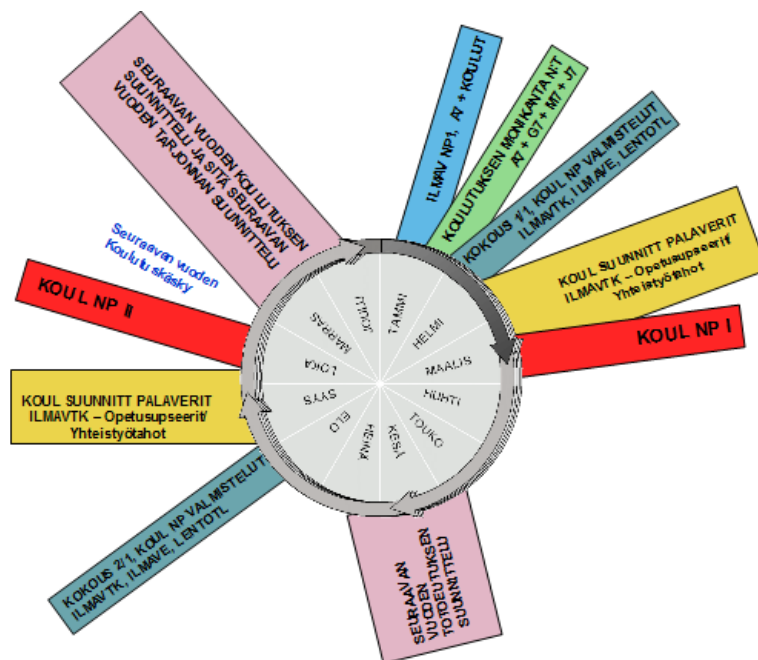 SEURAAVAN VUODEN KOULUTUKSEN
SUUNNITTELU JA SITÄ SEURAAVAN
VUODEN TARJONNAN SUUNNITTELU
ILMAV NP1, A7 + KOULUT
KOULUTUKSEN MONIKANTA N:T
A7 + G7 + M7 + J7
KOKOUS 1/1, KOUL NP VALMISTELUT
ILMAVTK, ILMAVE, LENTOTL
KOUL SUUNNITT PALAVERIT
ILMAVTK – Opetusupseerit/
Yhteistyötahot
KOUL NP I
Seuraavan vuoden
Koulutuskäsky
KOUL NP II
KOUL SUUNNITT PALAVERIT
ILMAVTK – Opetusupseerit/
Yhteistyötahot
KOKOUS 2/1, KOUL NP VALMISTELUT,
ILMAVTK, ILMAVE, LENTOTL
SEURAAVAN
VUODEN
TOTOEUTUKSEN
SUUNNITTELU
TAMMI
HELMI
MAALIS
HUHTI
TOUKO
KESÄ
HEINÄ
ELO
SYYS
LOKA
MARRAS
JOULU